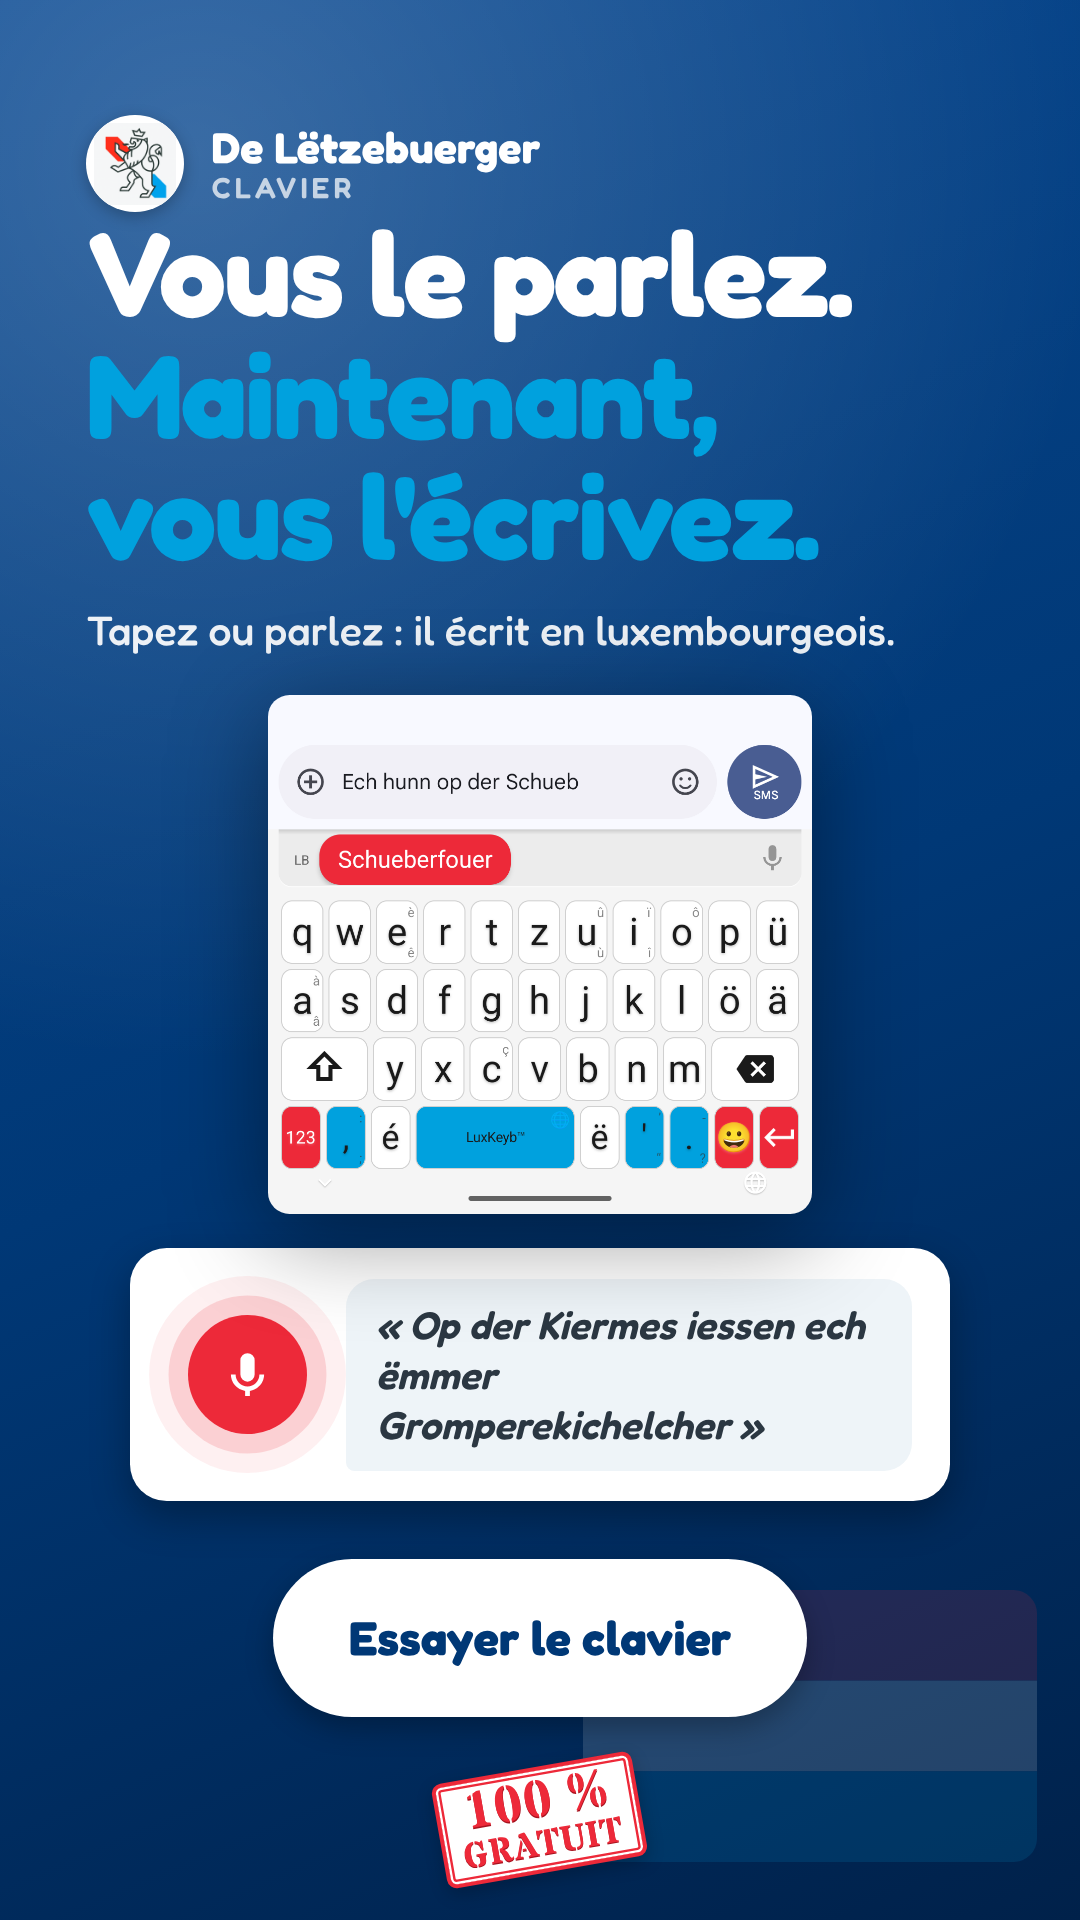 De Lëtzebuerger
CLAVIER
Vous le parlez.
Maintenant,
vous l'écrivez.
Tapez ou parlez : il écrit en luxembourgeois.
Ech hunn op der Schueb
SMS
LB Schueberfouer
q w e è ê r t z u û ù i ï î o ô p ü
a à â s d f g h j k l ö ä
y x c ç v b n m
123 , é LuxKeyb™ ë ' . ?
« Op der Kiermes iessen ech
ëmmer
Gromperekichelcher »
Essayer le clavier
100 %
GRATUIT